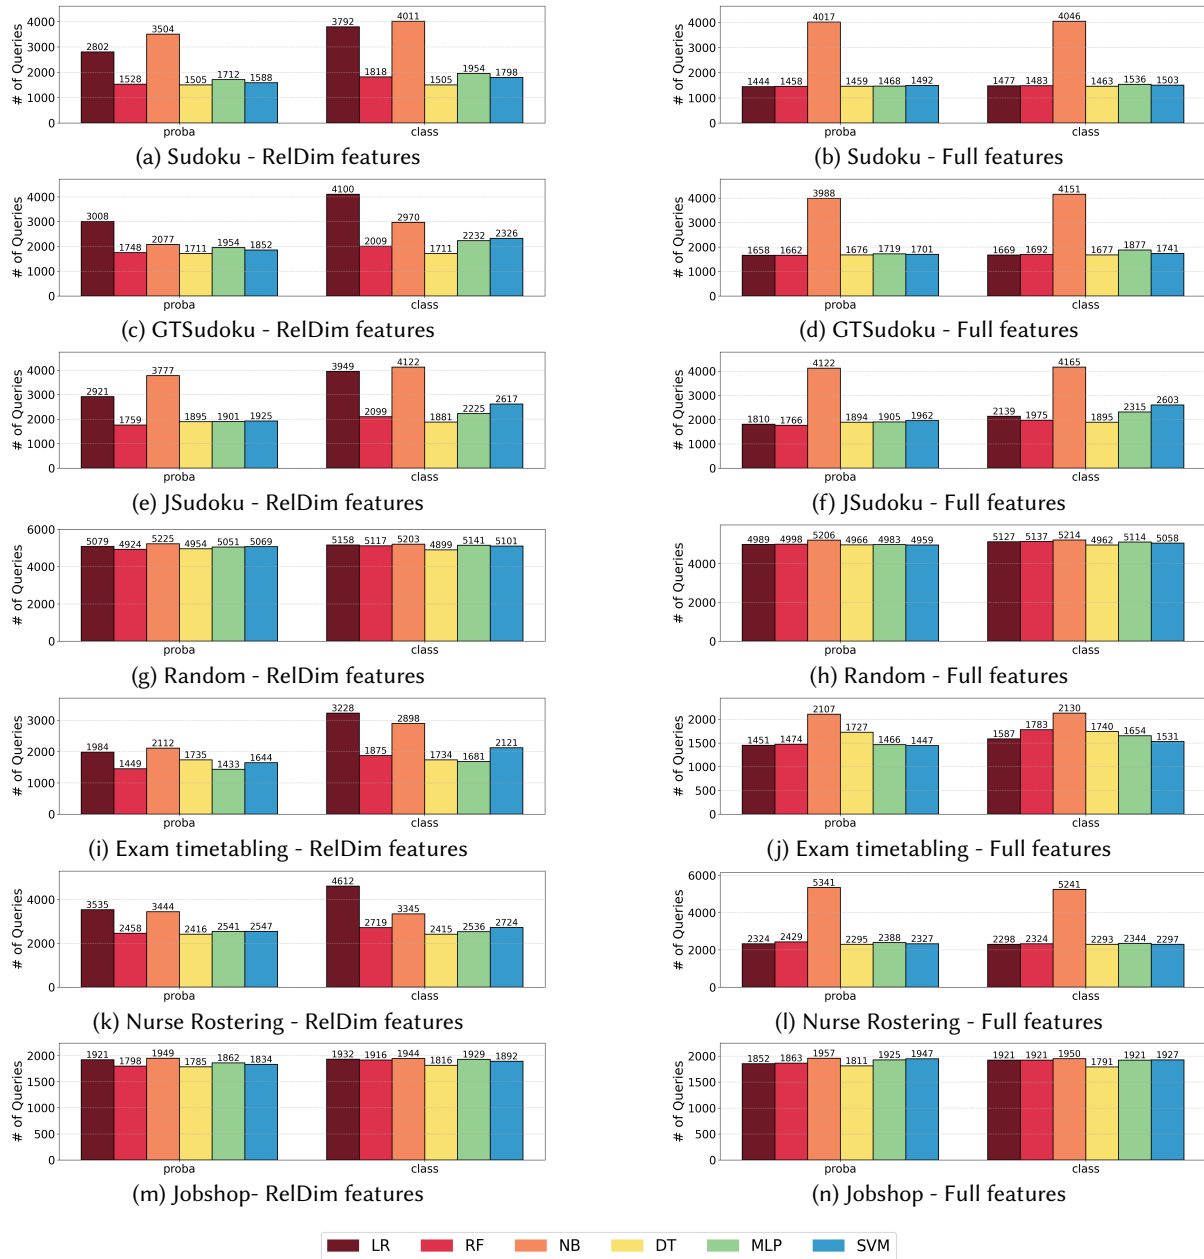 4000
3000
2000
1000
0
# of Queries
2802 1528 3504 1505 1712 1588
3792 1818 4011 1505 1954 1798
proba class
(a) Sudoku - RelDim features
4000
3000
2000
1000
0
# of Queries
1444 1458 4017 1459 1468 1492
1477 1483 4046 1463 1536 1503
proba class
(b) Sudoku - Full features
4000
3000
2000
1000
0
# of Queries
3008 1748 2077 1711 1954 1852
4100 2009 2970 1711 2232 2326
proba class
(c) GTSudoku - RelDim features
4000
3000
2000
1000
0
# of Queries
1658 1662 3988 1676 1719 1701
1669 1692 4151 1677 1877 1741
proba class
(d) GTSudoku - Full features
4000
3000
2000
1000
0
# of Queries
2921 1759 3777 1895 1901 1925
3949 2099 4122 1881 2225 2617
proba class
(e) JSudoku - RelDim features
4000
3000
2000
1000
0
# of Queries
1810 1766 4122 1894 1905 1962
2139 1975 4165 1895 2315 2603
proba class
(f) JSudoku - Full features
6000
4000
2000
0
# of Queries
5079 4924 5225 4954 5051 5069
5158 5117 5203 4899 5141 5101
proba class
(g) Random - RelDim features
4000
2000
0
# of Queries
4989 4998 5206 4966 4983 4959
5127 5137 5214 4962 5114 5058
proba class
(h) Random - Full features
3000
2000
1000
0
# of Queries
1984 1449 2112 1735 1433 1644
3228 1875 2898 1734 1681 2121
proba class
(i) Exam timetabling - RelDim features
2000
1500
1000
500
0
# of Queries
1451 1474 2107 1727 1466 1447
1587 1783 2130 1740 1654 1531
proba class
(j) Exam timetabling - Full features
4000
2000
0
# of Queries
3535 2458 3444 2416 2541 2547
4612 2719 3345 2415 2536 2724
proba class
(k) Nurse Rostering - RelDim features
6000
4000
2000
0
# of Queries
2324 2429 5341 2295 2388 2327
2298 2324 5241 2293 2344 2297
proba class
(l) Nurse Rostering - Full features
2000
1500
1000
500
0
# of Queries
1921 1798 1949 1785 1862 1834
1932 1916 1944 1816 1929 1892
proba class
(m) Jobshop- RelDim features
2000
1500
1000
500
0
# of Queries
1852 1863 1957 1811 1925 1947
1921 1921 1950 1791 1921 1927
proba class
(n) Jobshop - Full features
LR RF NB DT MLP SVM